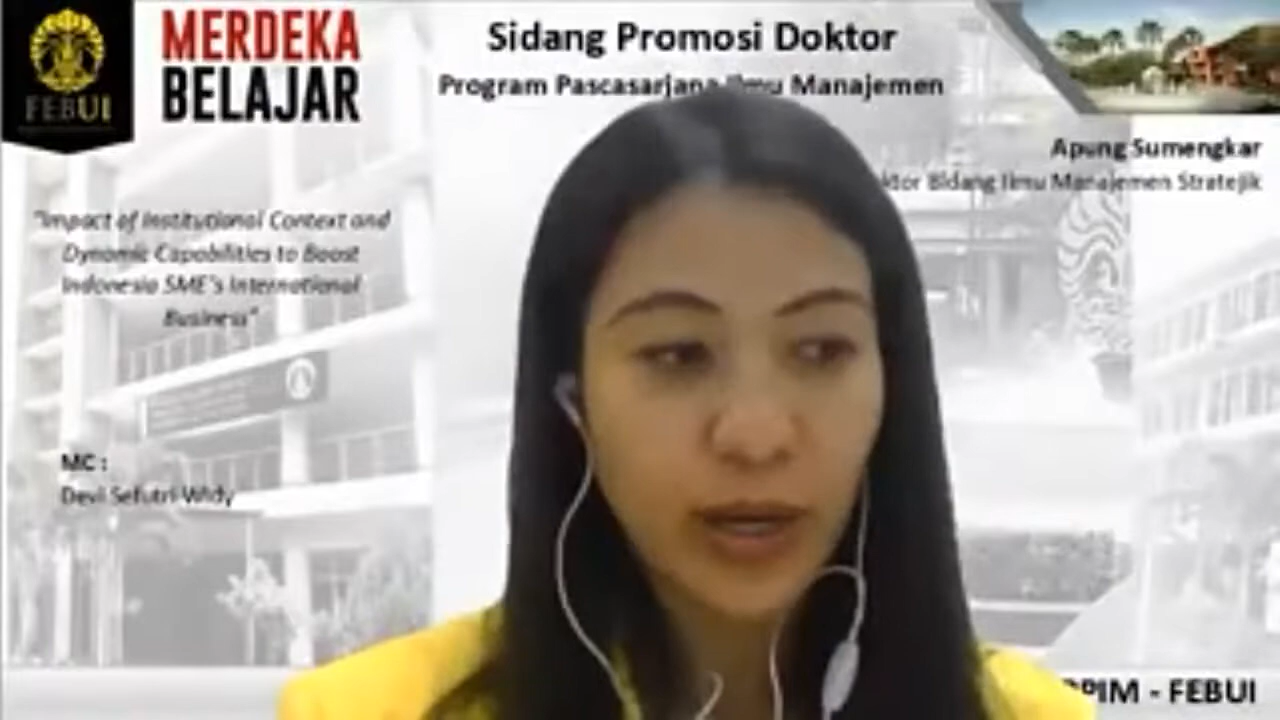 FEBUI
MERDEKA
BELAJAR
Sidang Promosi Doktor
Program Pascasarjana Ilmu Manajemen
Apung Sumengkar
Bidang Ilmu Manajemen Stratejik
"Impact of Institutional Context and
Dynamic Capabilities to Boost
Indonesia SME's International
Business"
MC :
Devi Sefutri Widy
PIM - FEBUI